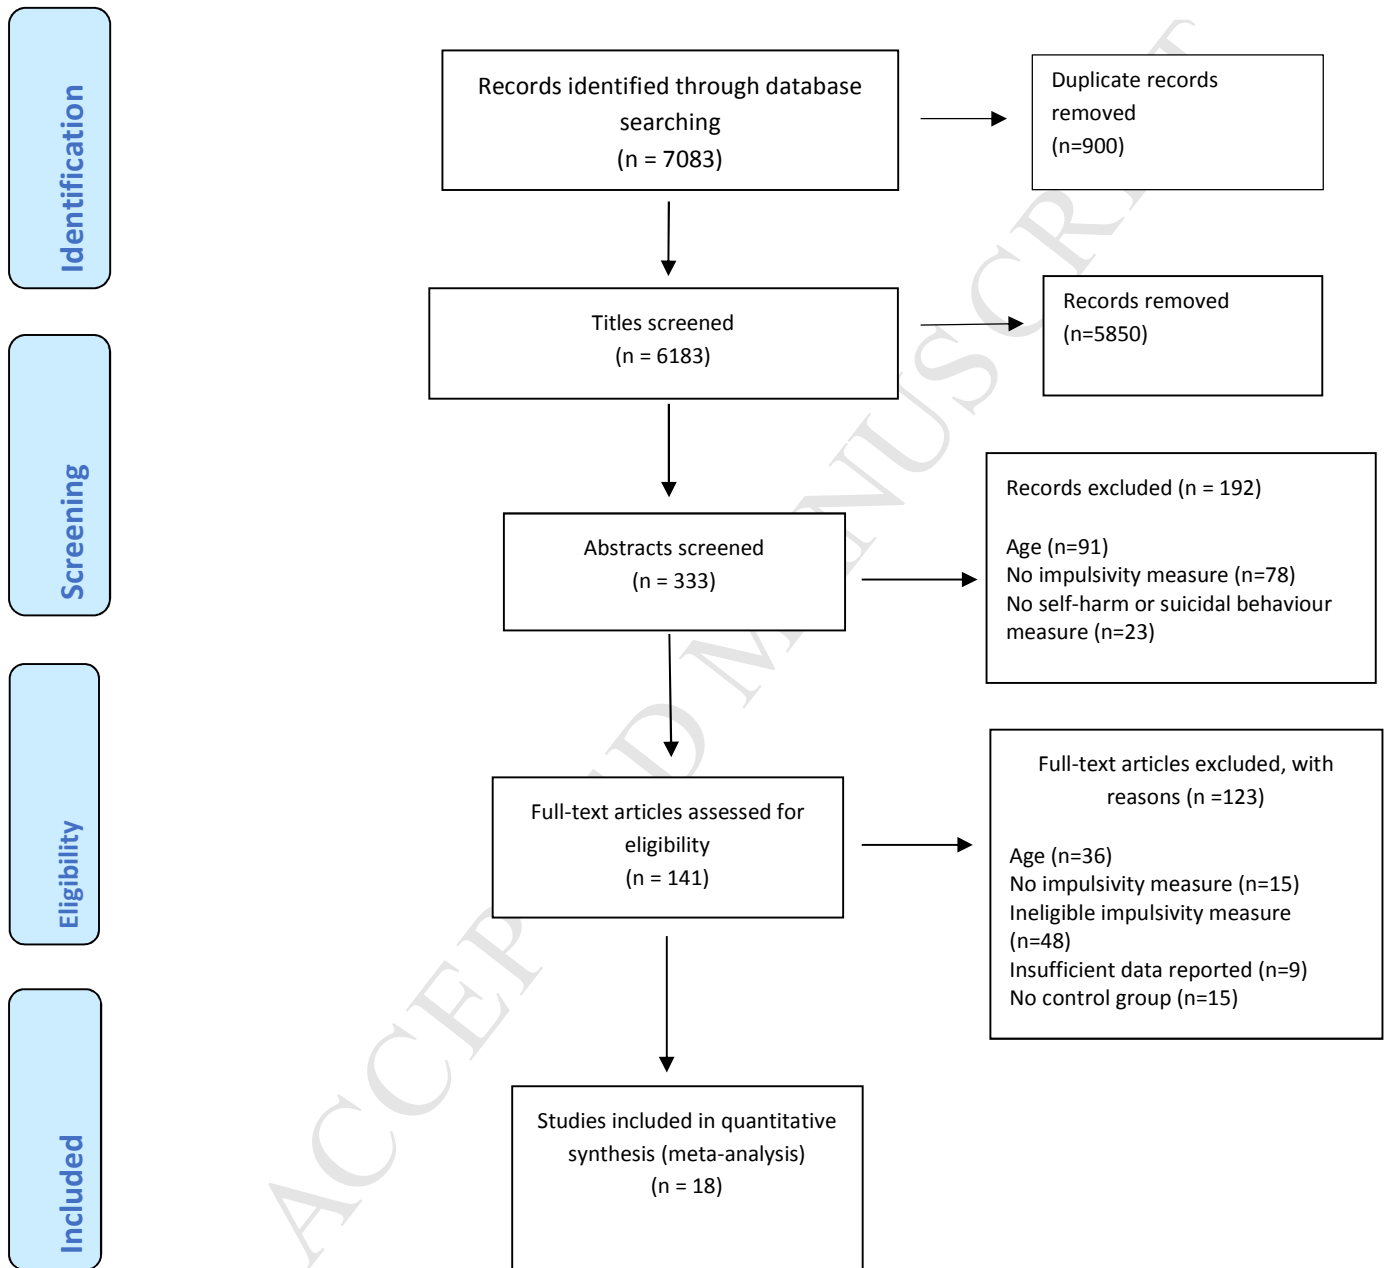 Identification
Records identified through database
searching
(n = 7083)
Duplicate records
removed
(n=900)
Titles screened
(n = 6183)
Records removed
(n=5850)
Screening
Abstracts screened
(n = 333)
Records excluded (n = 192)
Age (n=91)
No impulsivity measure (n=78)
No self-harm or suicidal behaviour
measure (n=23)
Eligibility
Full-text articles assessed for
eligibility
(n = 141)
Full-text articles excluded, with
reasons (n =123)
Age (n=36)
No impulsivity measure (n=15)
Ineligible impulsivity measure
(n=48)
Insufficient data reported (n=9)
No control group (n=15)
Included
Studies included in quantitative
synthesis (meta-analysis)
(n = 18)
ACCEPTED MANUSCRIPT